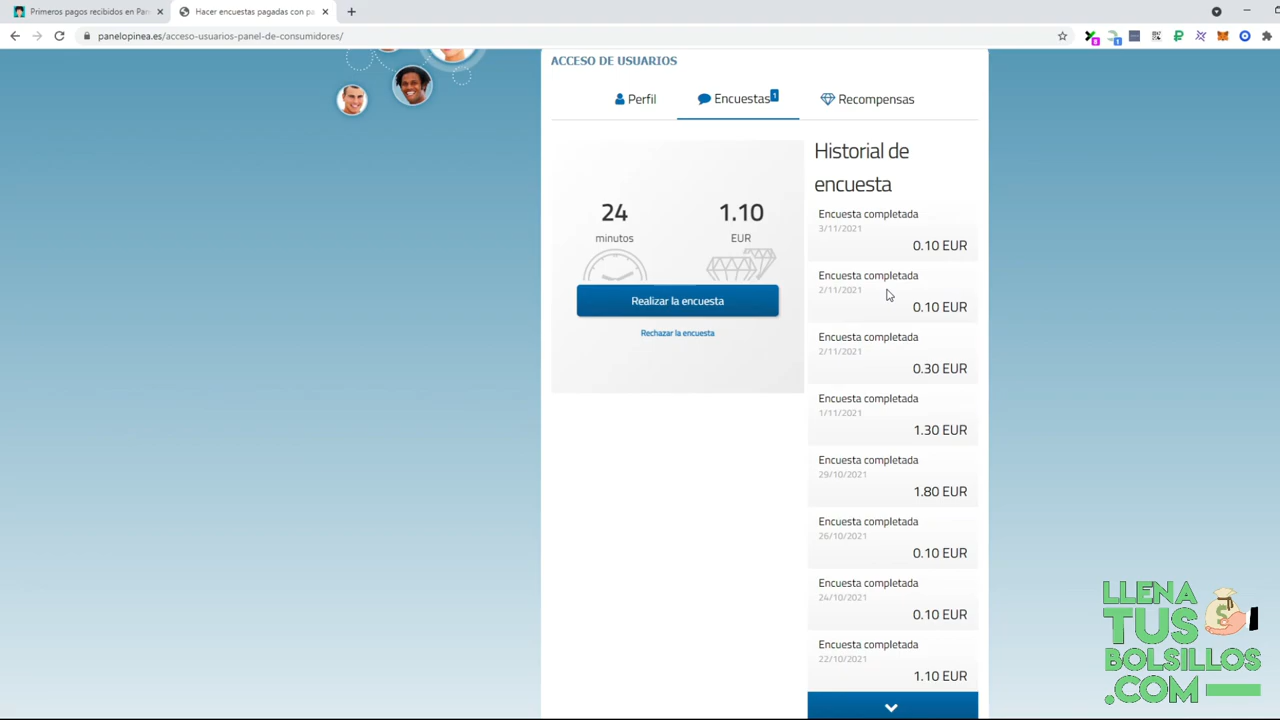 Primeros pagos recibidos en Pan
Hacer encuestas pagadas con pa
panelopinea.es/acceso-usuarios-panel-de-consumidores/
ACCESO DE USUARIOS
Perfil
Encuestas 1
Recompensas
24
minutos
1.10
EUR
Realizar la encuesta
Rechazar la encuesta
Historial de
encuesta
Encuesta completada
3/11/2021
0.10 EUR
Encuesta completada
2/11/2021
0.10 EUR
Encuesta completada
2/11/2021
0.30 EUR
Encuesta completada
1/11/2021
1.30 EUR
Encuesta completada
29/10/2021
1.80 EUR
Encuesta completada
26/10/2021
0.10 EUR
Encuesta completada
24/10/2021
0.10 EUR
Encuesta completada
22/10/2021
1.10 EUR
LLENA
TUS
BOLSILLOS
.COM